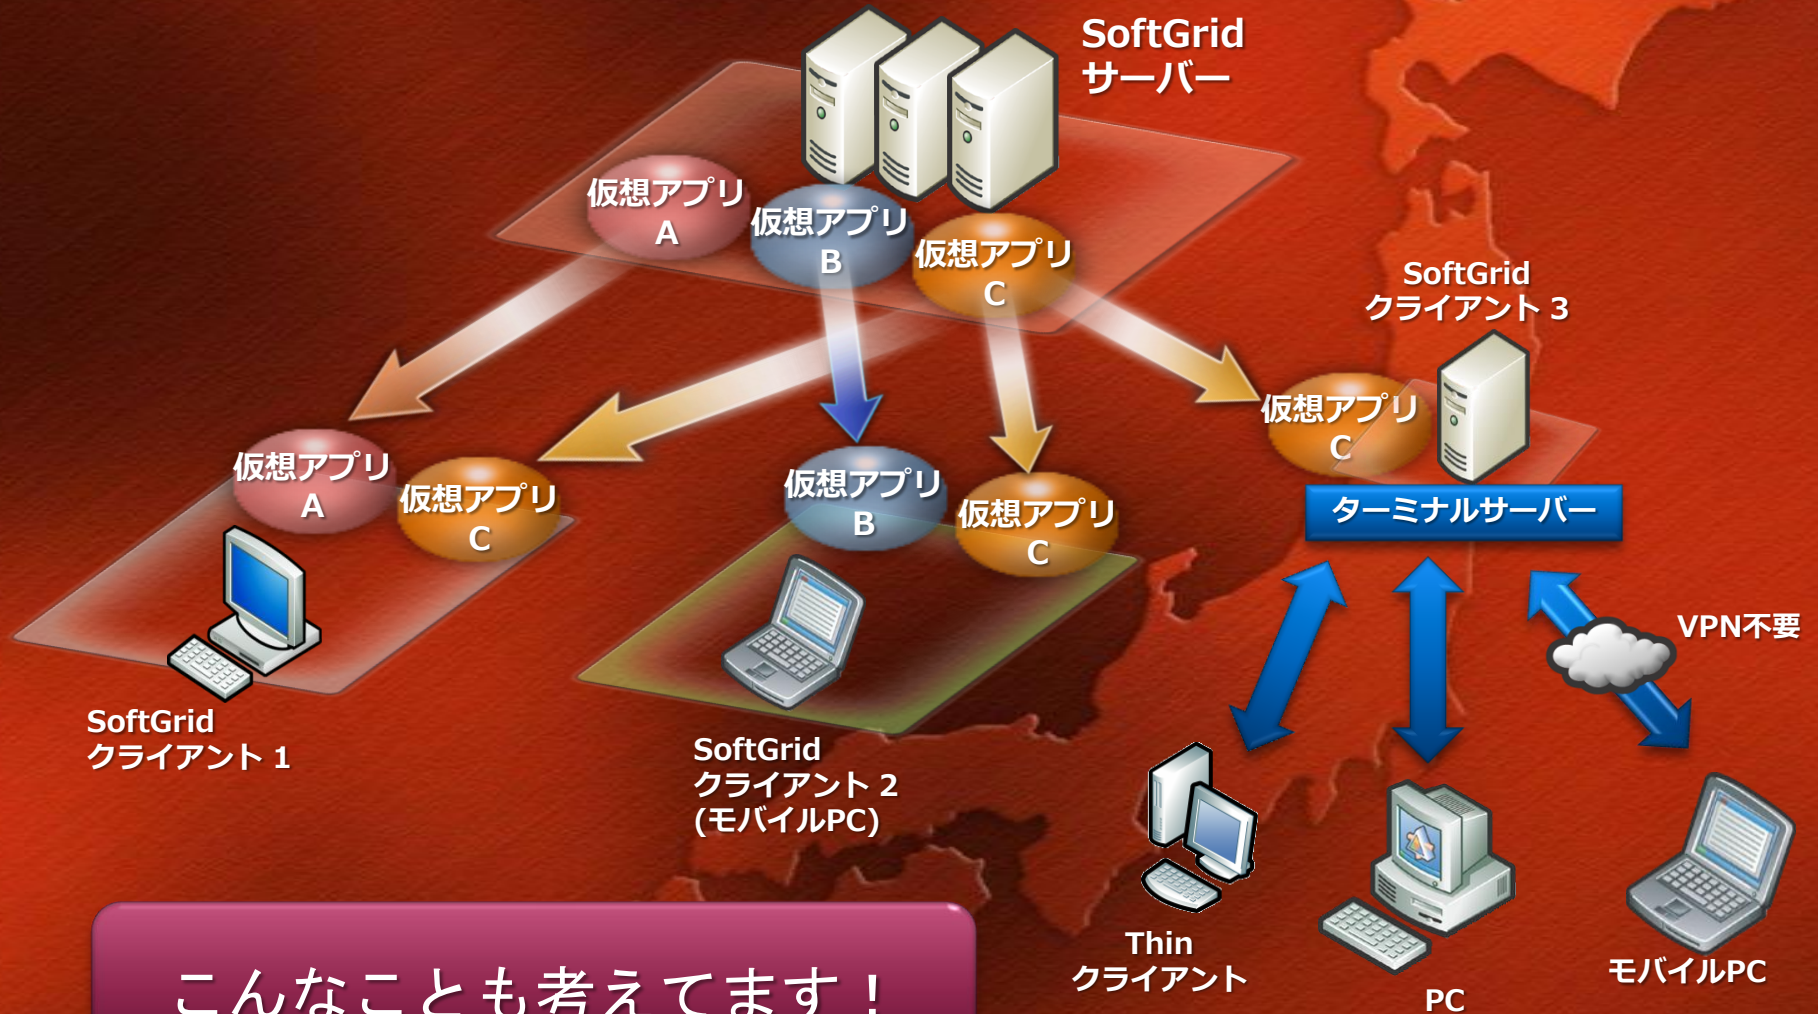 SoftGrid
サーバー
仮想アプリ
A
仮想アプリ
B
仮想アプリ
C
SoftGrid
クライアント 3
仮想アプリ
C
ターミナルサーバー
仮想アプリ
A
仮想アプリ
C
仮想アプリ
B
仮想アプリ
C
VPN不要
SoftGrid
クライアント 1
SoftGrid
クライアント 2
(モバイルPC)
Thin
クライアント
PC
モバイルPC
こんなことも考えてます！